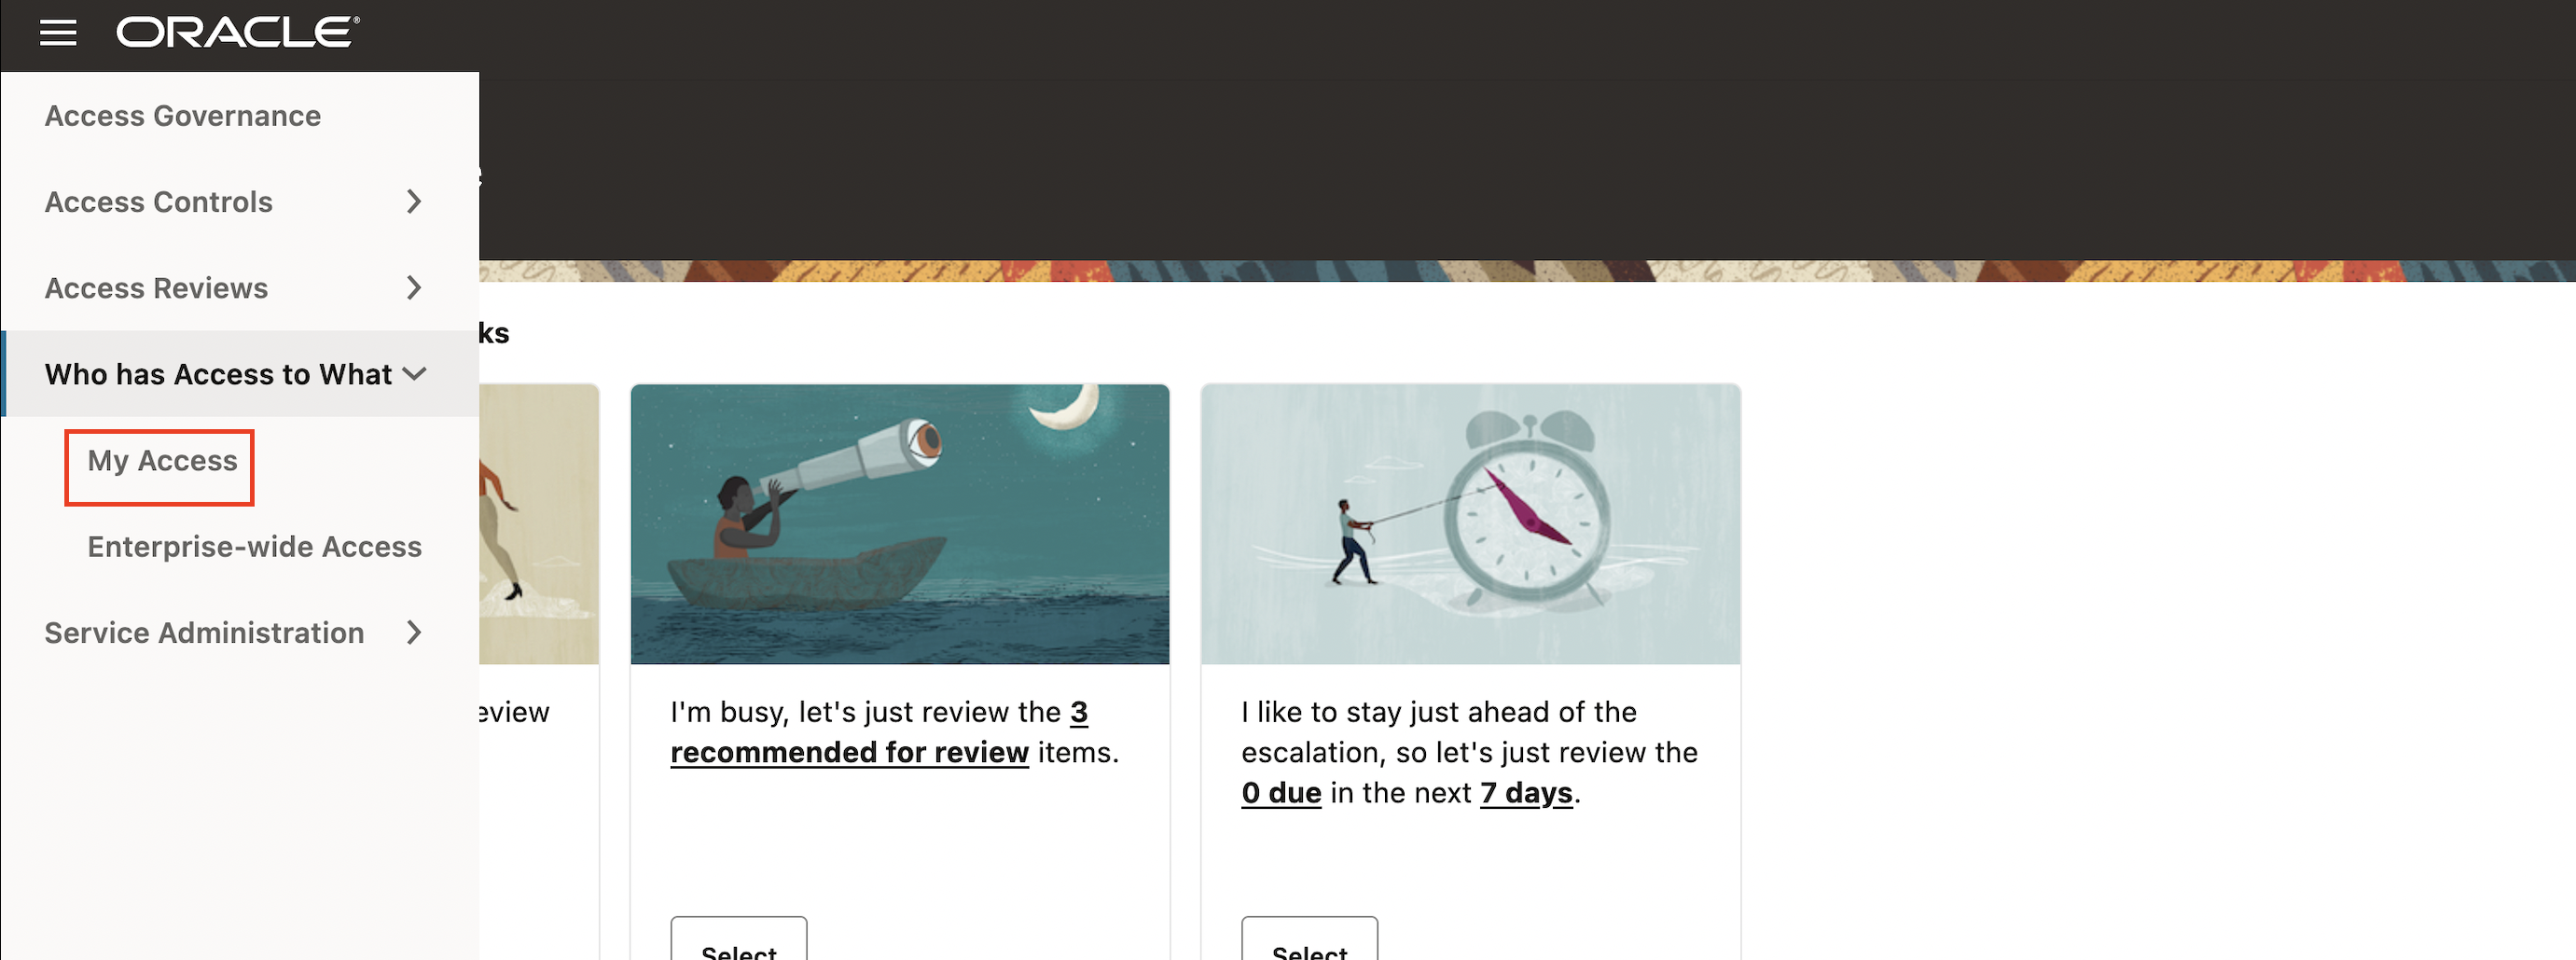 ORACLE
Access Governance
Access Controls
Access Reviews
Who has Access to What
My Access
Enterprise-wide Access
Service Administration
ks
eview
I'm busy, let's just review the 3
recommended for review items.
Select
I like to stay just ahead of the
escalation, so let's just review the
0 due in the next 7 days.
Select